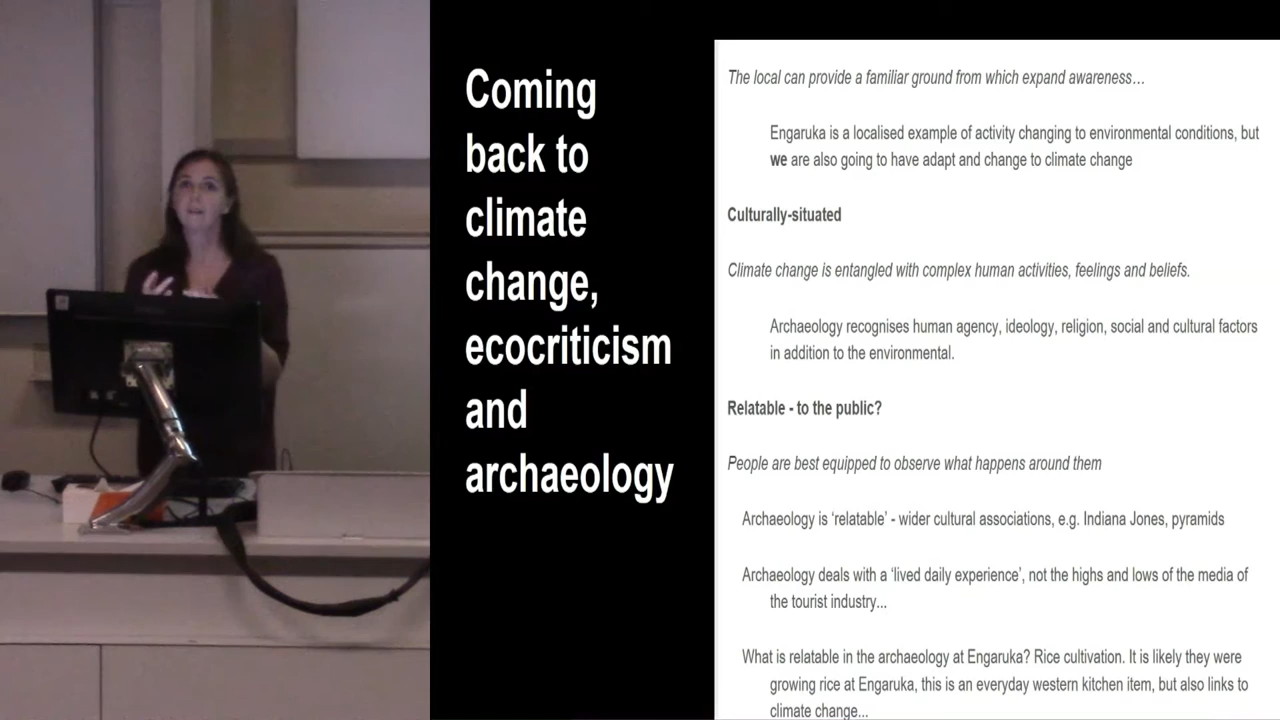 Coming
back to
climate
change,
ecocriticism
and
archaeology
The local can provide a familiar ground from which expand awareness…
Engaruka is a localised example of activity changing to environmental conditions, but
we are also going to have adapt and change to climate change
Culturally-situated
Climate change is entangled with complex human activities, feelings and beliefs.
Archaeology recognises human agency, ideology, religion, social and cultural factors
in addition to the environmental.
Relatable - to the public?
People are best equipped to observe what happens around them
Archaeology is ‘relatable’ - wider cultural associations, e.g. Indiana Jones, pyramids
Archaeology deals with a ‘lived daily experience’, not the highs and lows of the media of
the tourist industry...
What is relatable in the archaeology at Engaruka? Rice cultivation. It is likely they were
growing rice at Engaruka, this is an everyday western kitchen item, but also links to
climate change...